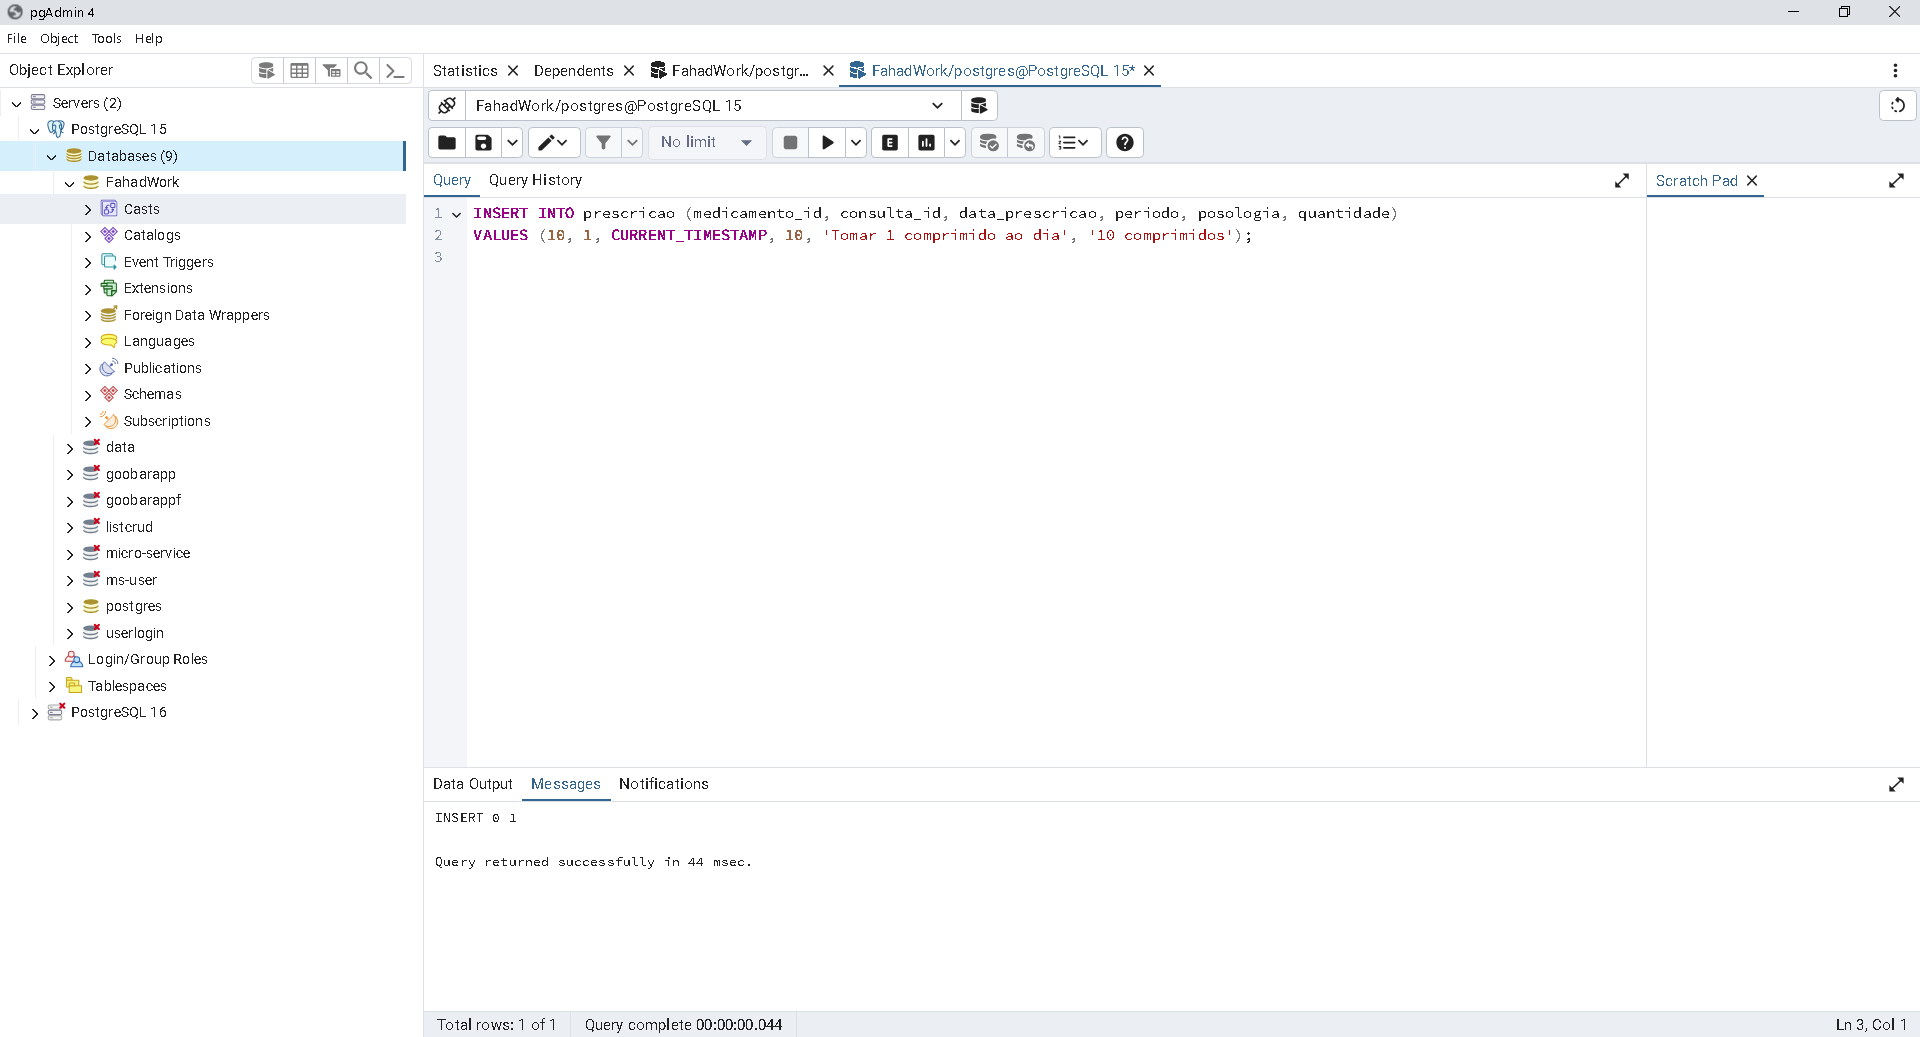 pgAdmin 4
File Object Tools Help
Object Explorer
Servers (2)
PostgreSQL 15
Databases (9)
FahadWork
Casts
Catalogs
Event Triggers
Extensions
Foreign Data Wrappers
Languages
Publications
Schemas
Subscriptions
data
goobarapp
goobarappf
listcrud
micro-service
ms-user
postgres
userlogin
Login/Group Roles
Tablespaces
PostgreSQL 16
Statistics Dependents FahadWork/postgr... FahadWork/postgres@PostgreSQL 15*
FahadWork/postgres@PostgreSQL 15
No limit E
Query Query History
1 INSERT INTO prescricao (medicamento_id, consulta_id, data_prescricao, periodo, posologia, quantidade)
2 VALUES (10, 1, CURRENT_TIMESTAMP, 10, 'Tomar 1 comprimido ao dia', '10 comprimidos');
3
Scratch Pad
Data Output Messages Notifications
INSERT 0 1
Query returned successfully in 44 msec.
Total rows: 1 of 1 Query complete 00:00:00.044 Ln 3, Col 1